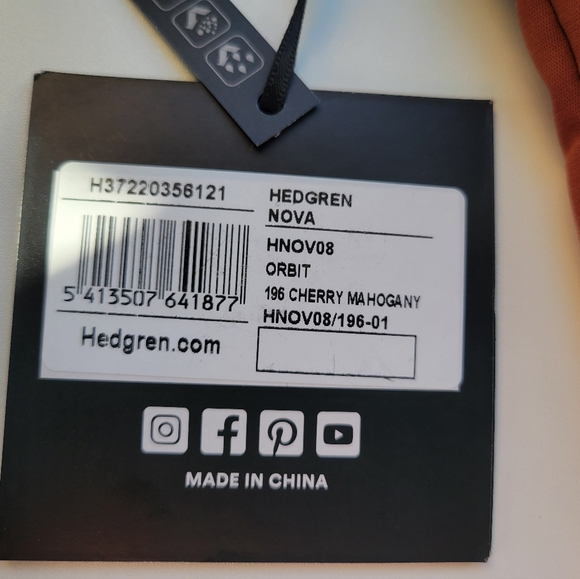 H37220356121
5 413507 641877
Hedgren.com
HEDGREN
NOVA
HNOV08
ORBIT
196 CHERRY MAHOGANY
HNOV08/196-01
MADE IN CHINA